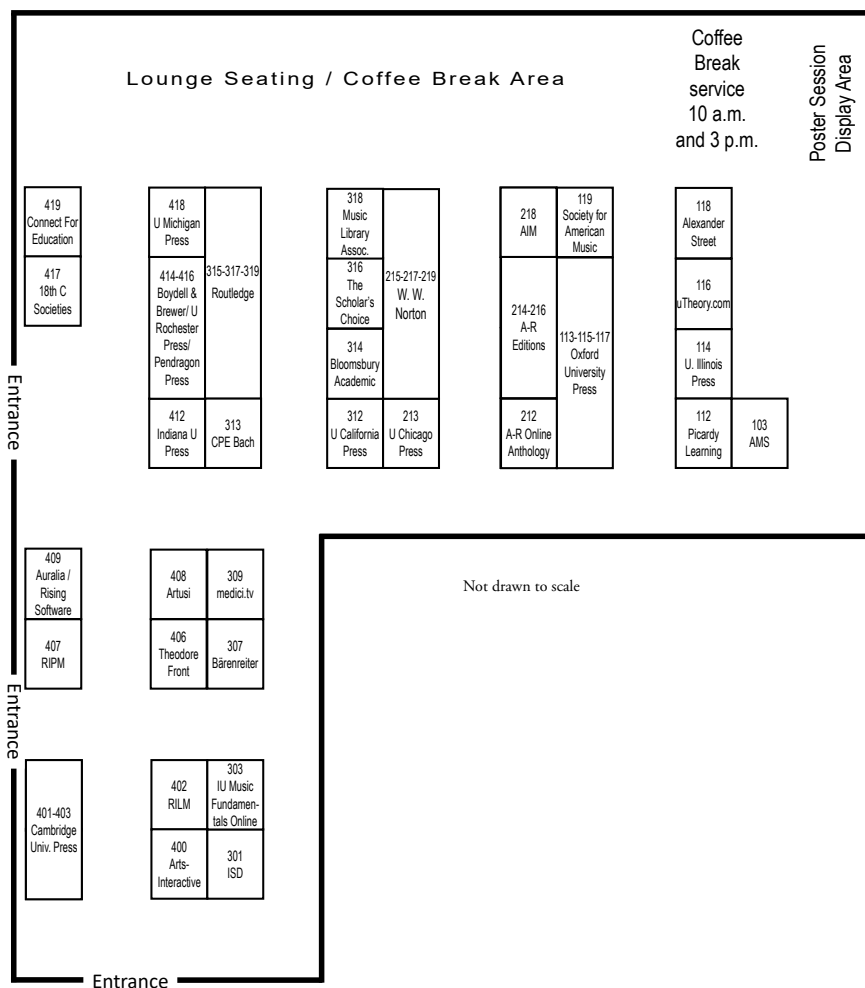 Lounge Seating / Coffee Break Area
Coffee
Break
service
10 a.m.
and 3 p.m.
Poster Session
Display Area
419
Connect For
Education
417
18th C
Societies
418
U Michigan
Press
414-416
Boydell &
Brewer/ U
Rochester
Press/
Pendragon
Press
315-317-319
Routledge
412
Indiana U
Press
313
CPE Bach
318
Music
Library
Assoc.
316
The
Scholar's
Choice
314
Bloomsbury
Academic
215-217-219
W. W.
Norton
312
U California
Press
213
U Chicago
Press
218
AIM
119
Society for
American
Music
214-216
A-R
Editions
113-115-117
Oxford
University
Press
212
A-R Online
Anthology
118
Alexander
Street
116
uTheory.com
114
U. Illinois
Press
112
Picardy
Learning
103
AMS
Entrance
409
Auralia /
Rising
Software
407
RIPM
408
Artusi
309
medici.tv
406
Theodore
Front
307
Bärenreiter
Not drawn to scale
Entrance
401-403
Cambridge
Univ. Press
402
RILM
303
IU Music
Fundamen-
tals Online
400
Arts-
Interactive
301
ISD
Entrance